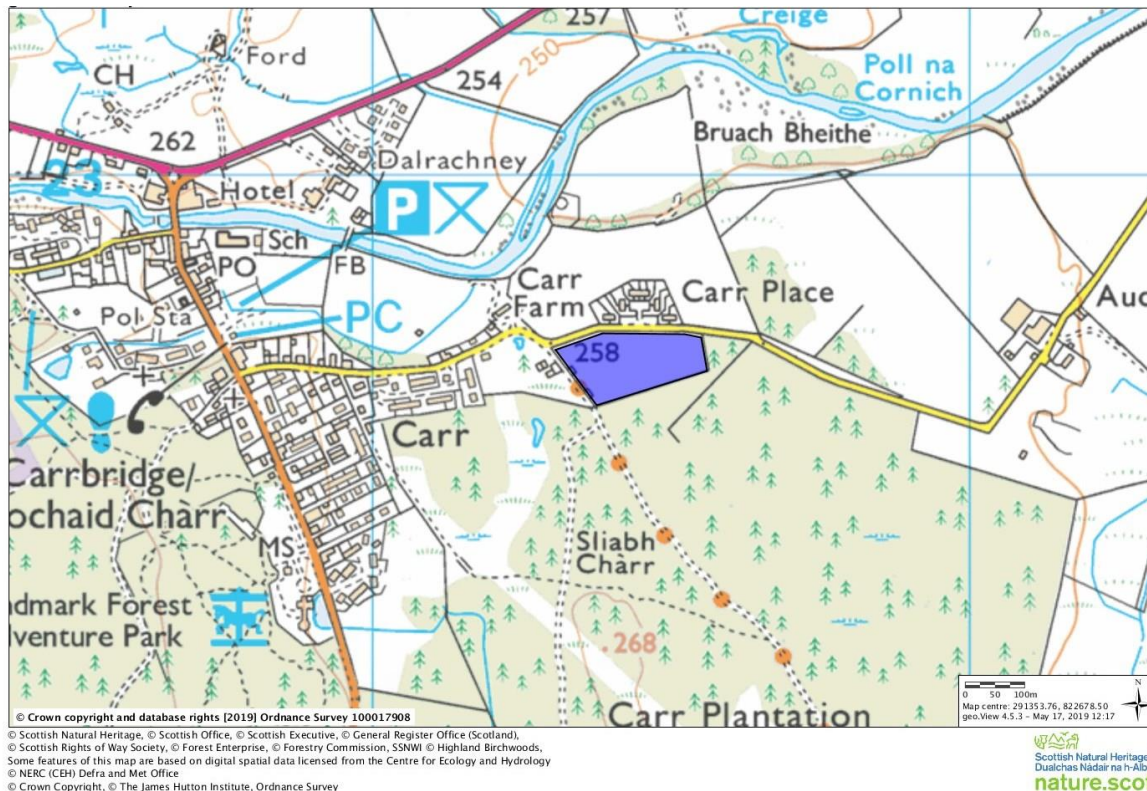 257
Creige
250
Ford
CH
254
Poll na
Cornich
262
Bruach Bheithe
Dalrachney
23
Hotel
P
Sch
PO
FB
Carr
Farm
Carr Place
Pol Sta
PC
258
Carr
Carrbridge/
ochaid Chàrr
MS
Sliabh
Chàrr
ndmark Forest
dventure Park
.268
Carr Plantation
N
0 50 100m
Map centre: 291353.76, 822678.50
geo.View 4.5.3 – May 17, 2019 12:17
© Crown copyright and database rights [2019] Ordnance Survey 100017908
© Scottish Natural Heritage, © Scottish Office, © Scottish Executive, © General Register Office (Scotland),
© Scottish Rights of Way Society, © Forest Enterprise, © Forestry Commission, SSNWI © Highland Birchwoods,
Some features of this map are based on digital spatial data licensed from the Centre for Ecology and Hydrology
© NERC (CEH) Defra and Met Office
© Crown Copyright, © The James Hutton Institute, Ordnance Survey
Scottish Natural Heritage
Dualchas Nàdair na h-Alb
nature.scot